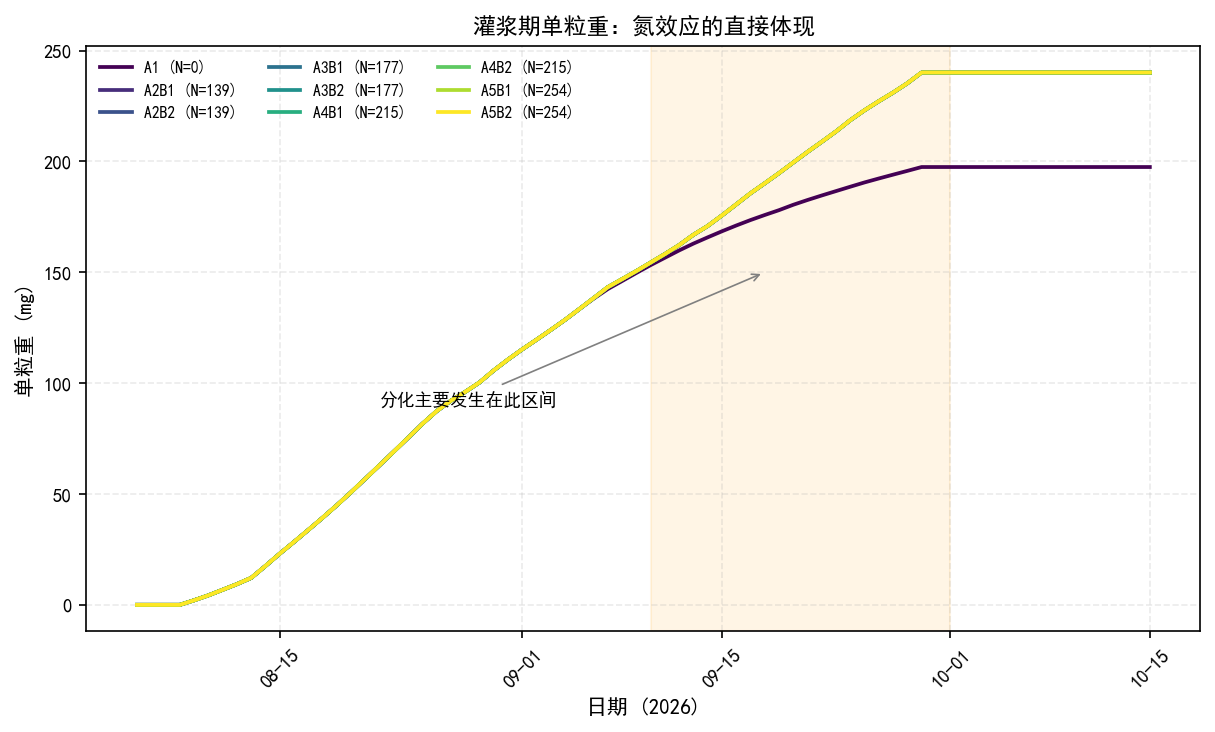 灌浆期单粒重：氮效应的直接体现
250
200
150
100
50
0
单粒重 (mg)
A1 (N=0)
A2B1 (N=139)
A2B2 (N=139)
A3B1 (N=177)
A3B2 (N=177)
A4B1 (N=215)
A4B2 (N=215)
A5B1 (N=254)
A5B2 (N=254)
分化主要发生在此区间
08-15
09-01
09-15
10-01
10-15
日期 (2026)